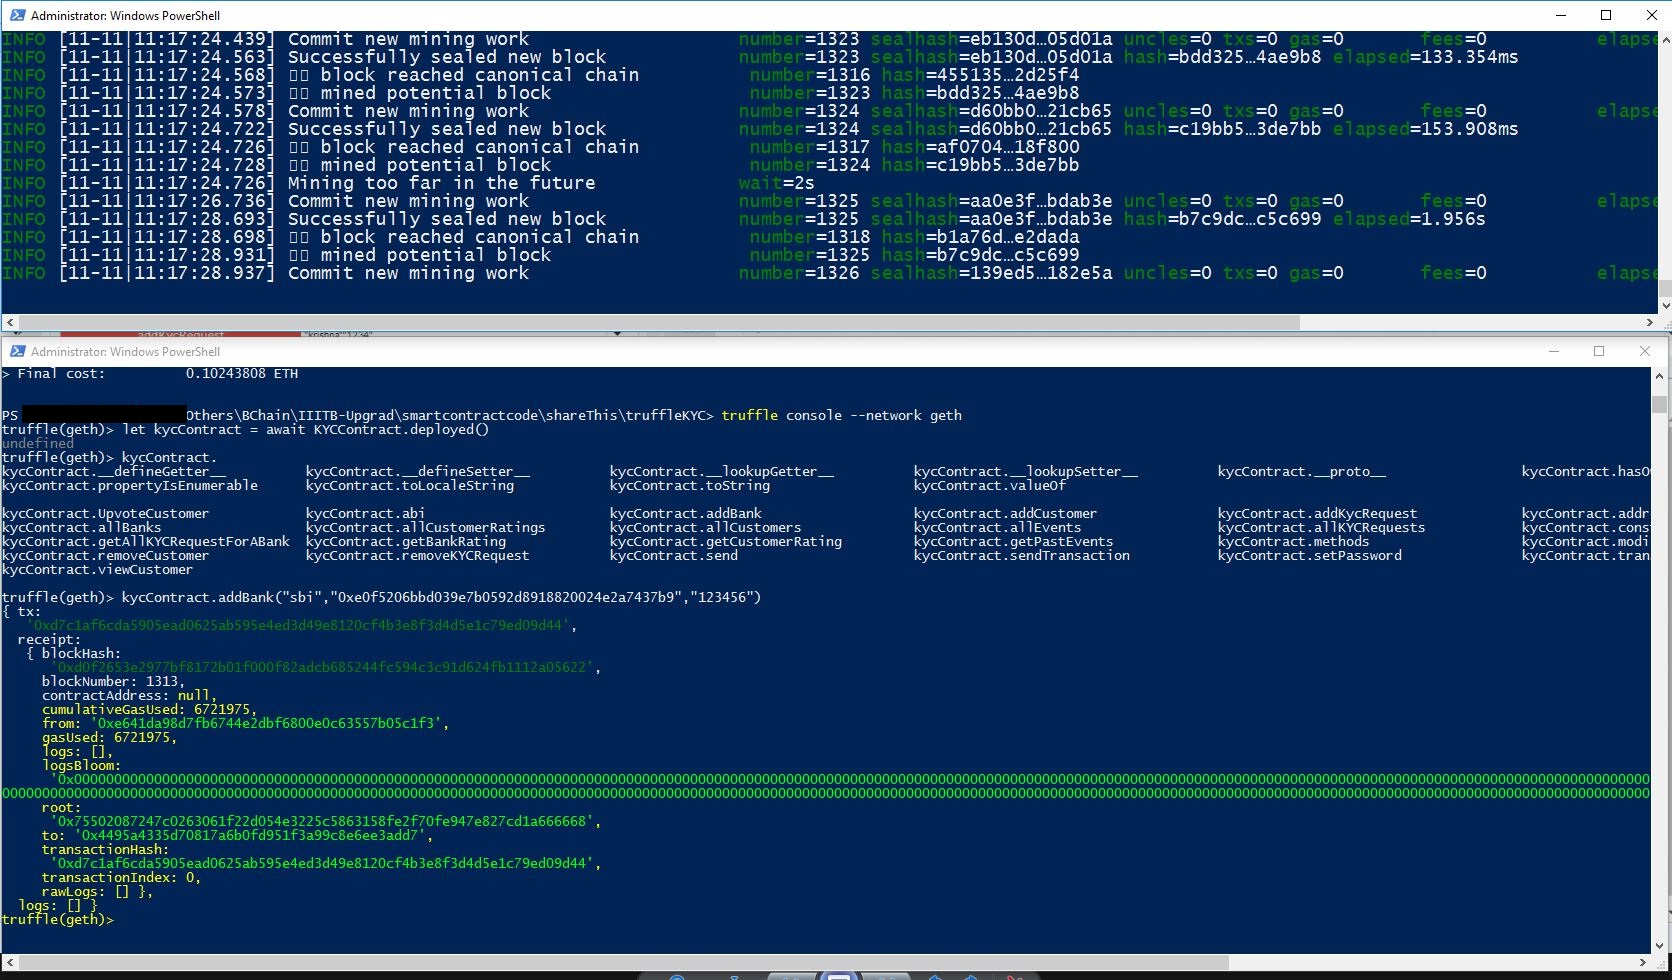 Administrator: Windows PowerShell
INFO [11-11|11:17:24.439] Commit new mining work number=1323 sealhash=eb130d…05d01a uncles=0 txs=0 gas=0 fees=0 elapse
INFO [11-11|11:17:24.563] Successfully sealed new block number=1323 sealhash=eb130d…05d01a hash=bdd325…4ae9b8 elapsed=133.354ms
INFO [11-11|11:17:24.568] block reached canonical chain number=1316 hash=455135…2d25f4
INFO [11-11|11:17:24.573] mined potential block number=1323 hash=bdd325…4ae9b8
INFO [11-11|11:17:24.578] Commit new mining work number=1324 sealhash=d60bb0…21cb65 uncles=0 txs=0 gas=0 fees=0 elapse
INFO [11-11|11:17:24.722] Successfully sealed new block number=1324 sealhash=d60bb0…21cb65 hash=c19bb5…3de7bb elapsed=153.908ms
INFO [11-11|11:17:24.726] block reached canonical chain number=1317 hash=af0704…18f800
INFO [11-11|11:17:24.728] mined potential block number=1324 hash=c19bb5…3de7bb
INFO [11-11|11:17:24.726] Mining too far in the future wait=2s
INFO [11-11|11:17:26.736] Commit new mining work number=1325 sealhash=aa0e3f…bdab3e uncles=0 txs=0 gas=0 fees=0 elapse
INFO [11-11|11:17:28.693] Successfully sealed new block number=1325 sealhash=aa0e3f…bdab3e hash=b7c9dc…c5c699 elapsed=1.956s
INFO [11-11|11:17:28.698] block reached canonical chain number=1318 hash=b1a76d…e2dada
INFO [11-11|11:17:28.931] mined potential block number=1325 hash=b7c9dc…c5c699
INFO [11-11|11:17:28.937] Commit new mining work number=1326 sealhash=139ed5…182e5a uncles=0 txs=0 gas=0 fees=0 elapse
addKycRequest "krishna""1234"
Administrator: Windows PowerShell
> Final cost: 0.10243808 ETH
PS Others\BChain\IIITB-Upgrad\smartcontractcode\shareThis\truffleKYC> truffle console --network geth
truffle(geth)> let kycContract = await KYCContract.deployed()
undefined
truffle(geth)> kycContract.
kycContract.__defineGetter__ kycContract.__defineSetter__ kycContract.__lookupGetter__ kycContract.__lookupSetter__ kycContract.__proto__ kycContract.hasO
kycContract.propertyIsEnumerable kycContract.toLocaleString kycContract.toString kycContract.valueOf
kycContract.UpvoteCustomer kycContract.abi kycContract.addBank kycContract.addCustomer kycContract.addKycRequest kycContract.addr
kycContract.allBanks kycContract.allCustomerRatings kycContract.allCustomers kycContract.allEvents kycContract.allKYCRequests kycContract.cons
kycContract.getAllKYCRequestForABank kycContract.getBankRating kycContract.getCustomerRating kycContract.getPastEvents kycContract.methods kycContract.modi
kycContract.removeCustomer kycContract.removeKYCRequest kycContract.send kycContract.sendTransaction kycContract.setPassword kycContract.tran
kycContract.viewCustomer
truffle(geth)> kycContract.addBank("sbi","0xe0f5206bbd039e7b0592d8918820024e2a7437b9","123456")
{ tx:
'0xd7c1af6cda5905ead0625ab595e4ed3d49e8120cf4b3e8f3d4d5e1c79ed09d44',
receipt:
{ blockHash:
'0xd0f2653e2977bf8172b01f000f82adcb685244fc594c3c91d624fb1112a05622',
blockNumber: 1313,
contractAddress: null,
cumulativeGasUsed: 6721975,
from: '0xe641da98d7fb6744e2dbf6800e0c63557b05c1f3',
gasUsed: 6721975,
logs: [],
logsBloom:
root:
'0x75502087247c0263061f22d054e3225c5863158fe2f70fe947e827cd1a666668',
to: '0x4495a4335d70817a6b0fd951f3a99c8e6ee3add7',
transactionHash:
'0xd7c1af6cda5905ead0625ab595e4ed3d49e8120cf4b3e8f3d4d5e1c79ed09d44',
transactionIndex: 0,
rawLogs: [] },
logs: [] }
truffle(geth)>